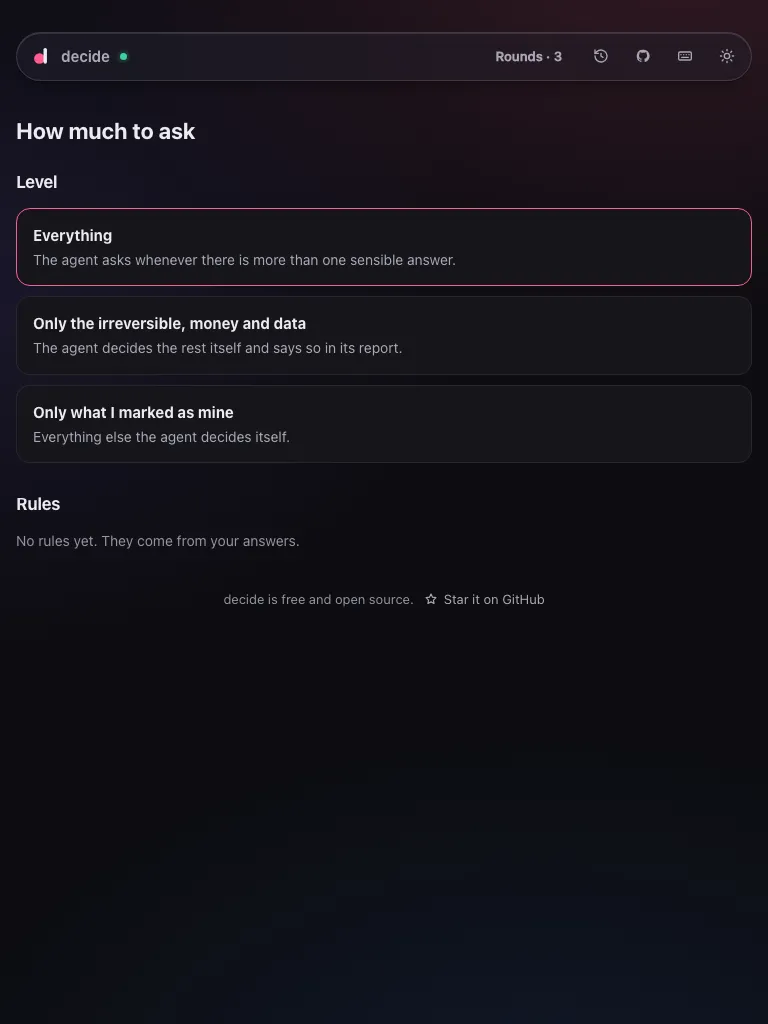 decide
Rounds · 3
How much to ask
Level
Everything
The agent asks whenever there is more than one sensible answer.
Only the irreversible, money and data
The agent decides the rest itself and says so in its report.
Only what I marked as mine
Everything else the agent decides itself.
Rules
No rules yet. They come from your answers.
decide is free and open source. Star it on GitHub